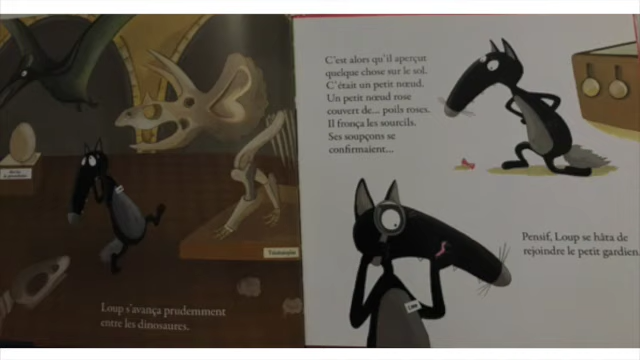 Loup s'avança prudemment
entre les dinosaures.
C'est alors qu'il aperçut
quelque chose sur le sol.
C'était un petit nœud.
Un petit nœud rose
couvert de... poils roses.
Il fronça les sourcils.
Ses soupçons se
confirmaient...
Pensif, Loup se hâta de
rejoindre le petit gardien.